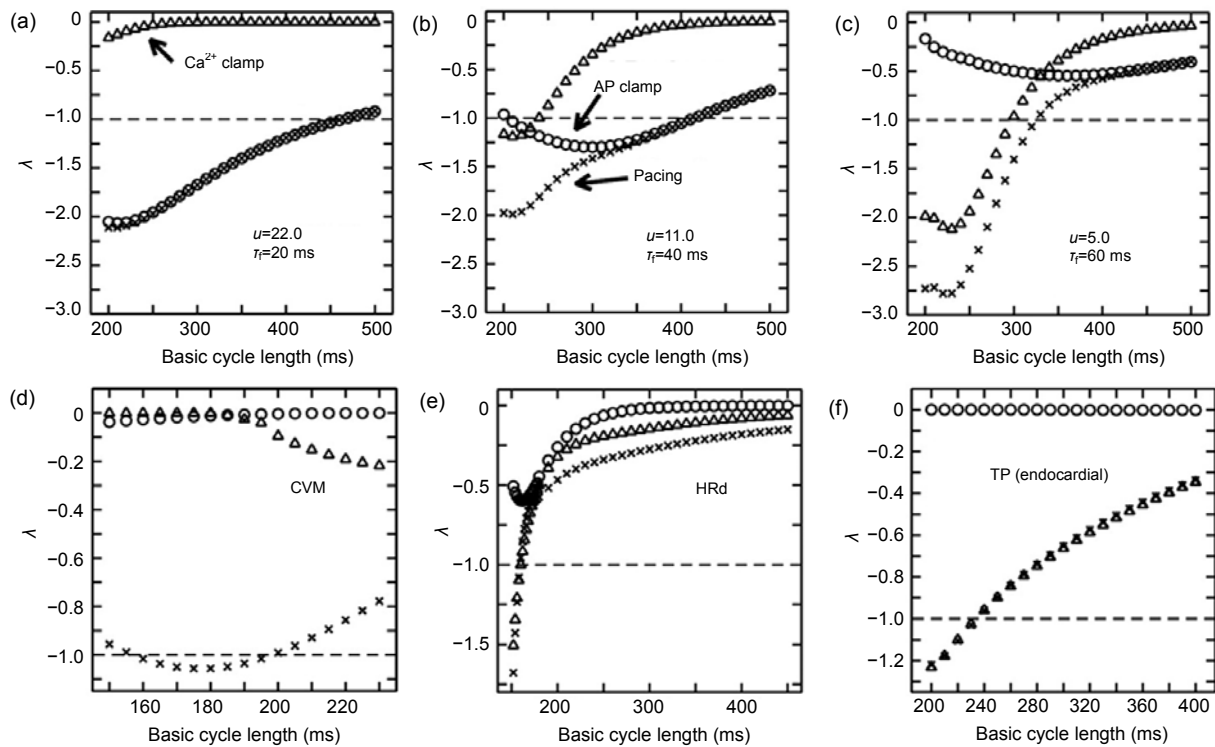 (a)
0
−0.5
−1.0
−1.5
−2.0
−2.5
−3.0
λ
Ca²⁺ clamp
u=22.0
τf=20 ms
200 300 400 500
Basic cycle length (ms)
(b)
0
−0.5
−1.0
−1.5
−2.0
−2.5
−3.0
λ
AP clamp
Pacing
u=11.0
τf=40 ms
200 300 400 500
Basic cycle length (ms)
(c)
0
−0.5
−1.0
−1.5
−2.0
−2.5
−3.0
λ
u=5.0
τf=60 ms
200 300 400 500
Basic cycle length (ms)
(d)
0
−0.2
−0.4
−0.6
−0.8
−1.0
λ
CVM
160 180 200 220
Basic cycle length (ms)
(e)
0
−0.5
−1.0
−1.5
λ
HRd
200 300 400
Basic cycle length (ms)
(f)
0
−0.2
−0.4
−0.6
−0.8
−1.0
−1.2
λ
TP (endocardial)
200 240 280 320 360 400
Basic cycle length (ms)